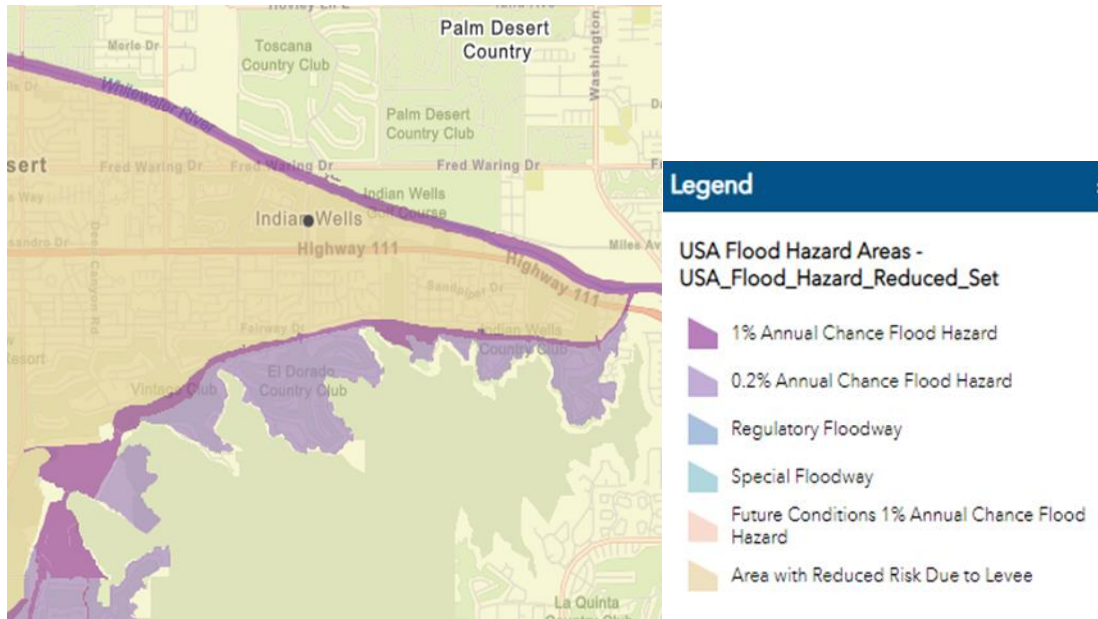 Palm Desert
Country
Merle Dr
Toscana
Country Club
Washington
Whitewater River
Palm Desert
Country Club
sert
Fred Waring Dr
Fred Waring Dr
Fred Waring Dr
Indian Wells
Golf Course
Indian Wells
Highway 111
Miles Av
Highway 111
Deep Canyon Rd
Sandpiper Dr
Fairway Dr
Indian Wells
Country Club
esort
El Dorado
Country Club
Vintage Club
La Quinta
Country Club
Legend
USA Flood Hazard Areas -
USA_Flood_Hazard_Reduced_Set
1% Annual Chance Flood Hazard
0.2% Annual Chance Flood Hazard
Regulatory Floodway
Special Floodway
Future Conditions 1% Annual Chance Flood
Hazard
Area with Reduced Risk Due to Levee